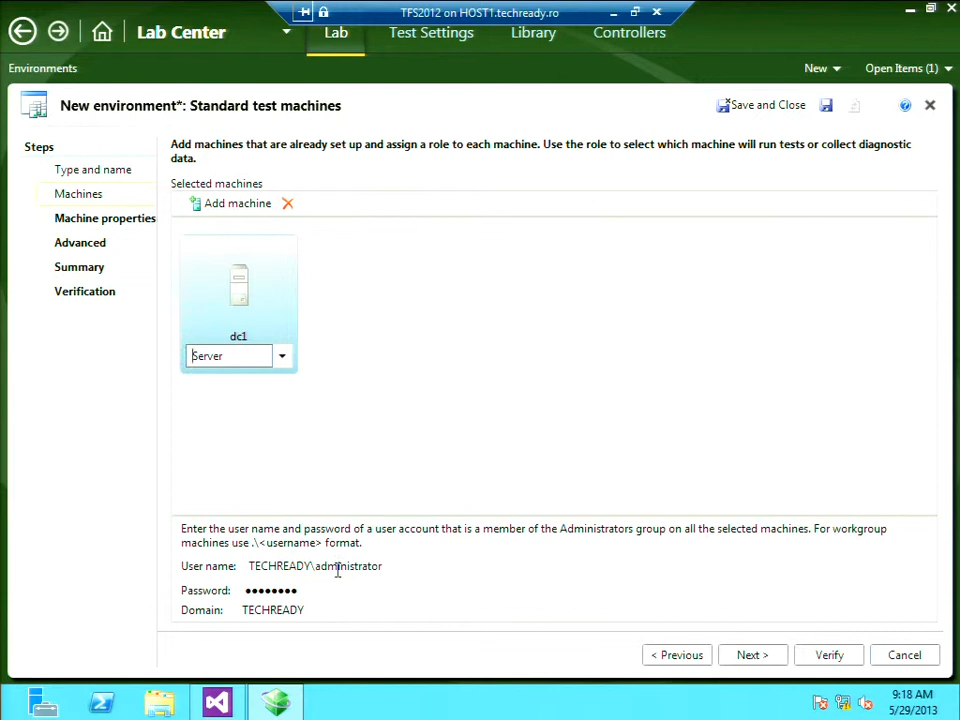 TFS2012 on HOST1.techready.ro
Lab Center
Lab
Test Settings
Library
Controllers
Environments
New
Open Items (1)
New environment*: Standard test machines
Save and Close
Steps
Type and name
Machines
Machine properties
Advanced
Summary
Verification
Add machines that are already set up and assign a role to each machine. Use the role to select which machine will run tests or collect diagnostic
data.
Selected machines
Add machine
dc1
Server
Enter the user name and password of a user account that is a member of the Administrators group on all the selected machines. For workgroup
machines use .\<username> format.
User name: TECHREADY\administrator
Password: ●●●●●●●●
Domain: TECHREADY
< Previous
Next >
Verify
Cancel
9:18 AM
5/29/2013